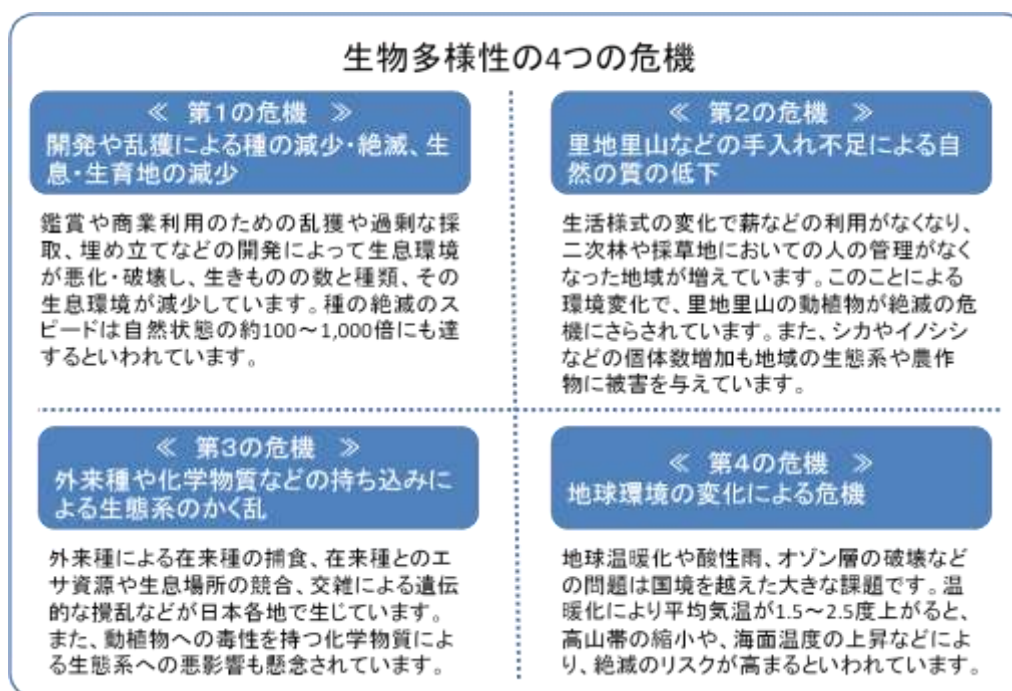 生物多様性の4つの危機
≪ 第1の危機 ≫
開発や乱獲による種の減少・絶滅、生
息・生育地の減少
鑑賞や商業利用のための乱獲や過剰な採
取、埋め立てなどの開発によって生息環境
が悪化・破壊し、生きものの数と種類、その
生息環境が減少しています。種の絶滅のス
ピードは自然状態の約100～1,000倍にも達
するといわれています。
≪ 第2の危機 ≫
里地里山などの手入れ不足による自
然の質の低下
生活様式の変化で薪などの利用がなくなり、
二次林や採草地においての人の管理がなく
なった地域が増えています。このことによる
環境変化で、里地里山の動植物が絶滅の危
機にさらされています。また、シカやイノシシ
などの個体数増加も地域の生態系や農作
物に被害を与えています。
≪ 第3の危機 ≫
外来種や化学物質などの持ち込みに
よる生態系のかく乱
外来種による在来種の捕食、在来種とのエ
サ資源や生息場所の競合、交雑による遺伝
的な攪乱などが日本各地で生じています。
また、動植物への毒性を持つ化学物質によ
る生態系への悪影響も懸念されています。
≪ 第4の危機 ≫
地球環境の変化による危機
地球温暖化や酸性雨、オゾン層の破壊など
の問題は国境を越えた大きな課題です。温
暖化により平均気温が1.5～2.5度上がると、
高山帯の縮小や、海面温度の上昇などによ
り、絶滅のリスクが高まるといわれています。